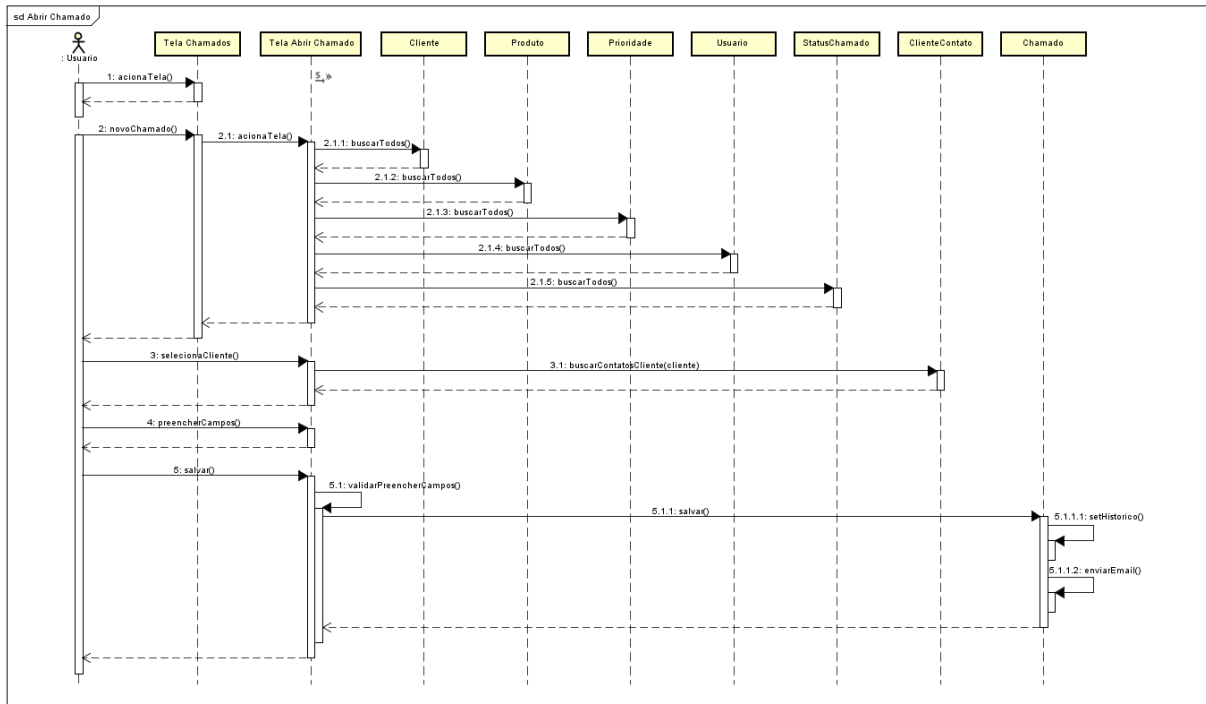 sd Abrir Chamado
: Usuario
Tela Chamados
Tela Abrir Chamado
Cliente
Produto
Prioridade
Usuario
StatusChamado
ClienteContato
Chamado
1: acionaTela()
2: novoChamado()
2.1: acionaTela()
2.1.1: buscarTodos()
2.1.2: buscarTodos()
2.1.3: buscarTodos()
2.1.4: buscarTodos()
2.1.5: buscarTodos()
3: selecionaCliente()
3.1: buscarContatosCliente(cliente)
4: preencherCampos()
5: salvar()
5.1: validarPreencherCampos()
5.1.1: salvar()
5.1.1.1: setHistorico()
5.1.1.2: enviarEmail()